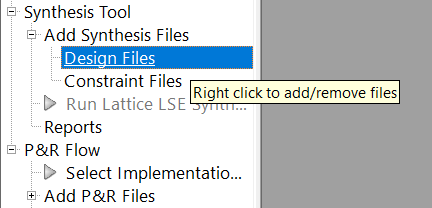 Synthesis Tool
Add Synthesis Files
Design Files
Constraint Files
Right click to add/remove files
Run Lattice LSE Synth...
Reports
P&R Flow
Select Implementatio...
Add P&R Files